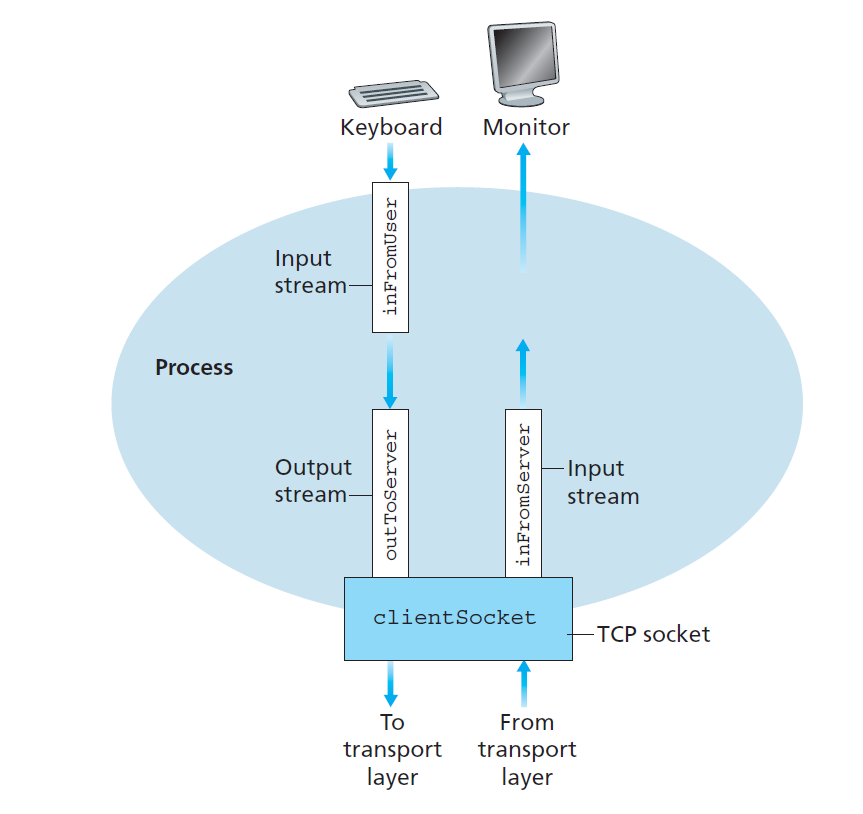 Keyboard
Monitor
inFromUser
Input
stream
Process
Output
stream
outToServer
inFromServer
Input
stream
clientSocket
TCP socket
To
transport
layer
From
transport
layer